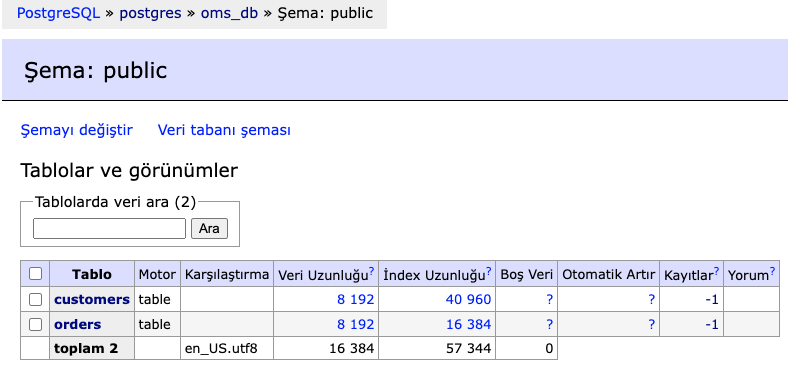 PostgreSQL » postgres » oms_db » Şema: public
Şema: public
Şemayı değiştir Veri tabanı şeması
Tablolar ve görünümler
Tablolarda veri ara (2)
Ara
Tablo Motor Karşılaştırma Veri Uzunluğu? İndex Uzunluğu? Boş Veri Otomatik Artır Kayıtlar? Yorum?
customers table 8 192 40 960 ? ? -1
orders table 8 192 16 384 ? ? -1
toplam 2 en_US.utf8 16 384 57 344 0